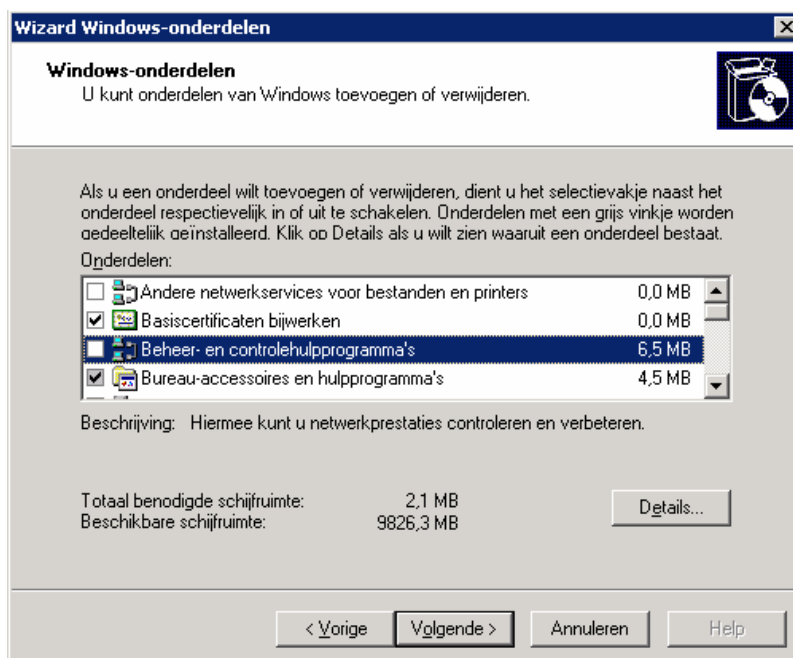 Wizard Windows-onderdelen
Windows-onderdelen
U kunt onderdelen van Windows toevoegen of verwijderen.
Als u een onderdeel wilt toevoegen of verwijderen, dient u het selectievakje naast het
onderdeel respectievelijk in of uit te schakelen. Onderdelen met een grijs vinkje worden
gedeeltelijk geïnstalleerd. Klik op Details als u wilt zien waaruit een onderdeel bestaat.
Onderdelen:
Andere netwerkservices voor bestanden en printers 0,0 MB
Basiscertificaten bijwerken 0,0 MB
Beheer- en controlehulpprogramma's 6,5 MB
Bureau-accessoires en hulpprogramma's 4,5 MB
Beschrijving: Hiermee kunt u netwerkprestaties controleren en verbeteren.
Totaal benodigde schijfruimte: 2,1 MB
Beschikbare schijfruimte: 9826,3 MB
Details...
< Vorige Volgende > Annuleren Help